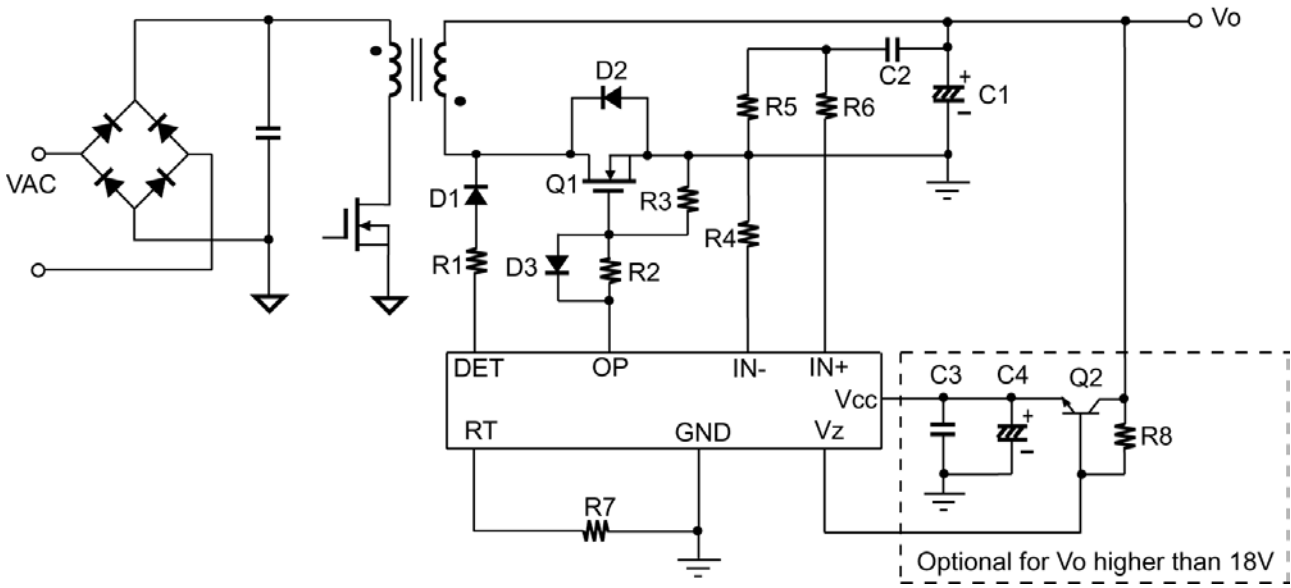 Vo
D2
C2
+
C1
R5
R6
VAC
D1
Q1
R3
R1
D3
R2
R4
DET
OP
IN-
IN+
C3
C4
Q2
Vcc
+
R8
RT
GND
Vz
R7
Optional for Vo higher than 18V